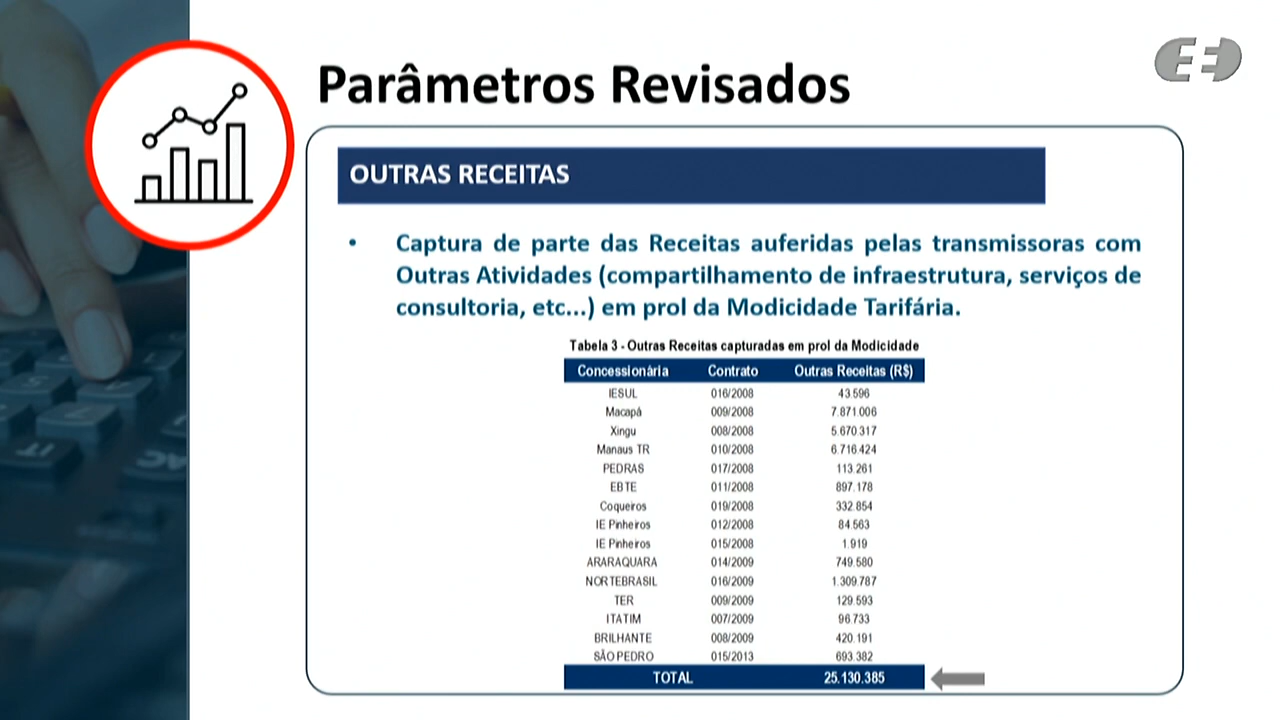 Parâmetros Revisados
OUTRAS RECEITAS
• Captura de parte das Receitas auferidas pelas transmissoras com
Outras Atividades (compartilhamento de infraestrutura, serviços de
consultoria, etc...) em prol da Modicidade Tarifária.
Tabela 3 - Outras Receitas capturadas em prol da Modicidade
Concessionária Contrato Outras Receitas (R$)
IESUL 016/2008 43.596
Macapá 009/2008 7.871.006
Xingu 008/2008 5.670.317
Manaus TR 010/2008 6.716.424
PEDRAS 017/2008 113.261
EBTE 011/2008 897.178
Coqueiros 019/2008 332.854
IE Pinheiros 012/2008 84.563
IE Pinheiros 015/2008 1.919
ARARAQUARA 014/2009 749.580
NORTEBRASIL 016/2009 1.309.787
TER 009/2009 129.593
ITATIM 007/2009 96.733
BRILHANTE 008/2009 420.191
SÃO PEDRO 015/2013 693.382
TOTAL 25.130.385